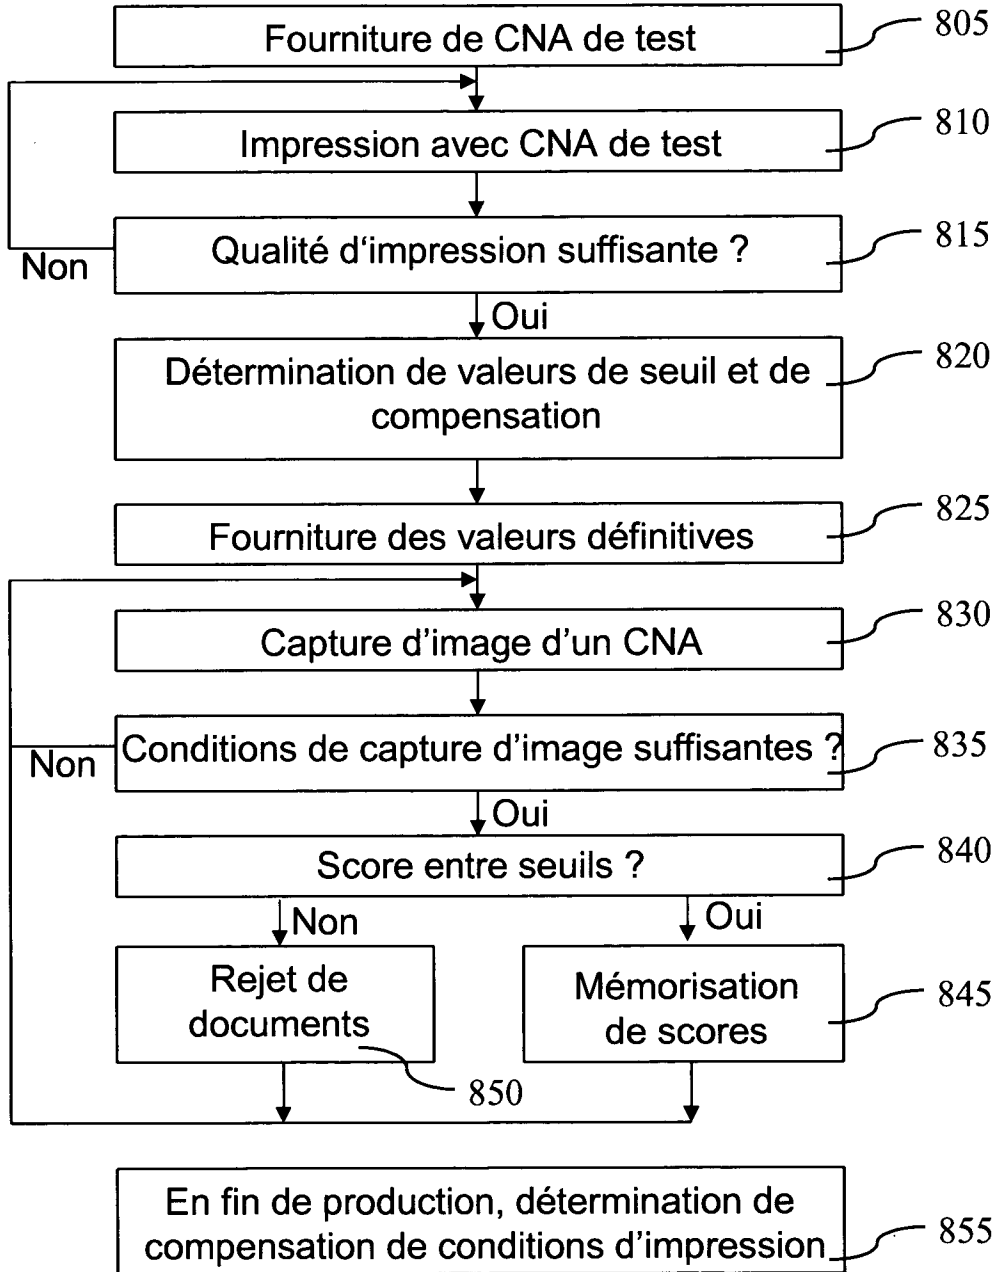 Fourniture de CNA de test
805
Impression avec CNA de test
810
Qualité d‘impression suffisante ?
815
Non
Oui
Détermination de valeurs de seuil et de
compensation
820
Fourniture des valeurs définitives
825
Capture d’image d’un CNA
830
Conditions de capture d’image suffisantes ?
835
Non
Oui
Score entre seuils ?
840
Non
Oui
Rejet de
documents
850
Mémorisation
de scores
845
En fin de production, détermination de
compensation de conditions d’impression
855